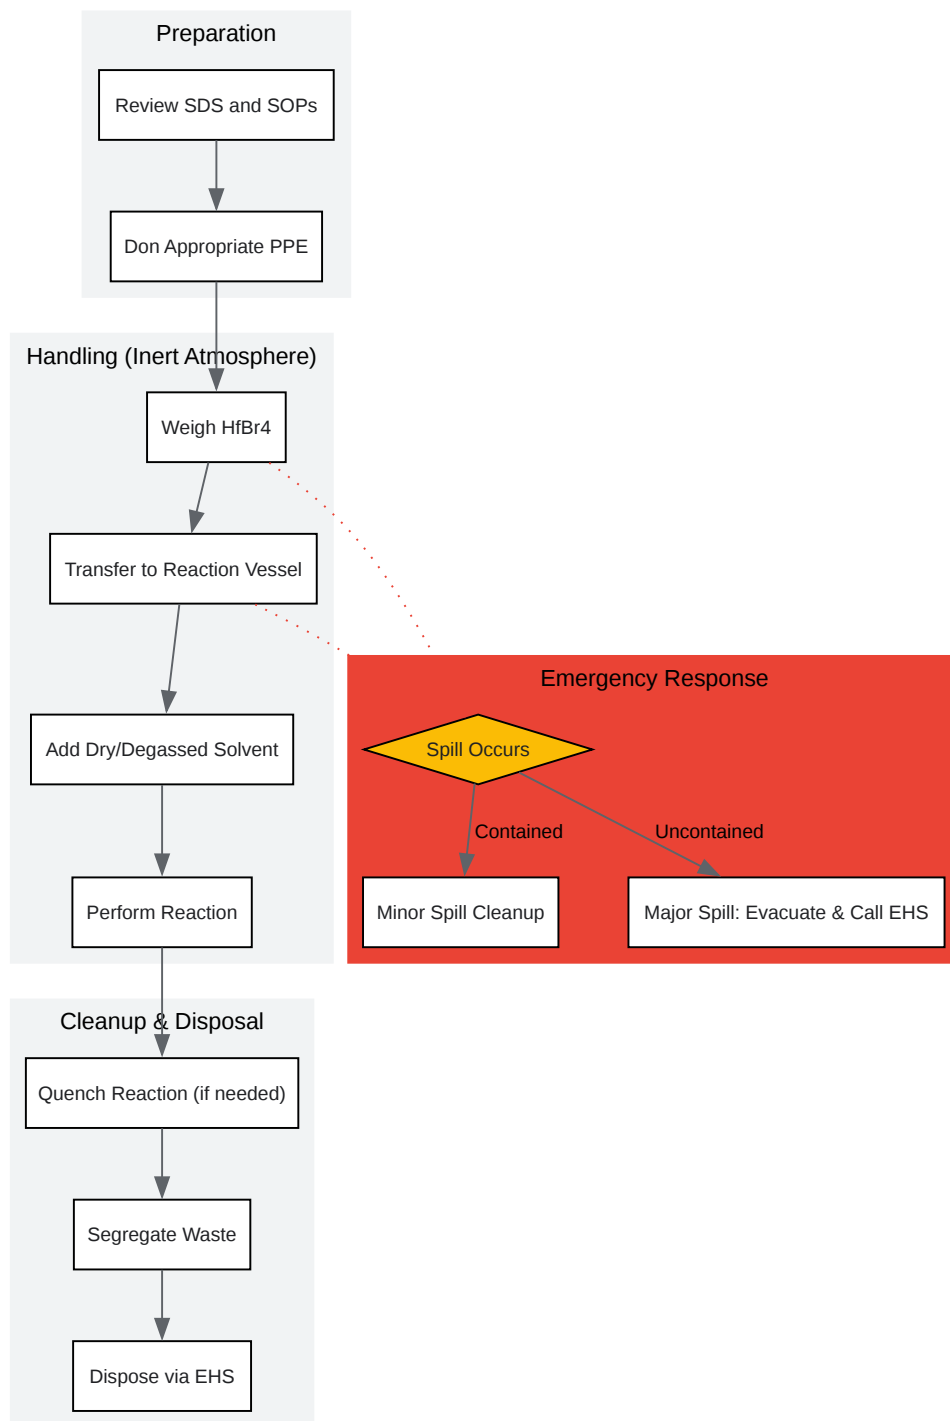 Preparation
Review SDS and SOPs
Don Appropriate PPE
Handling (Inert Atmosphere)
Weigh HfBr4
Transfer to Reaction Vessel
Add Dry/Degassed Solvent
Perform Reaction
Emergency Response
Spill Occurs
Contained
Uncontained
Minor Spill Cleanup
Major Spill: Evacuate & Call EHS
Cleanup & Disposal
Quench Reaction (if needed)
Segregate Waste
Dispose via EHS